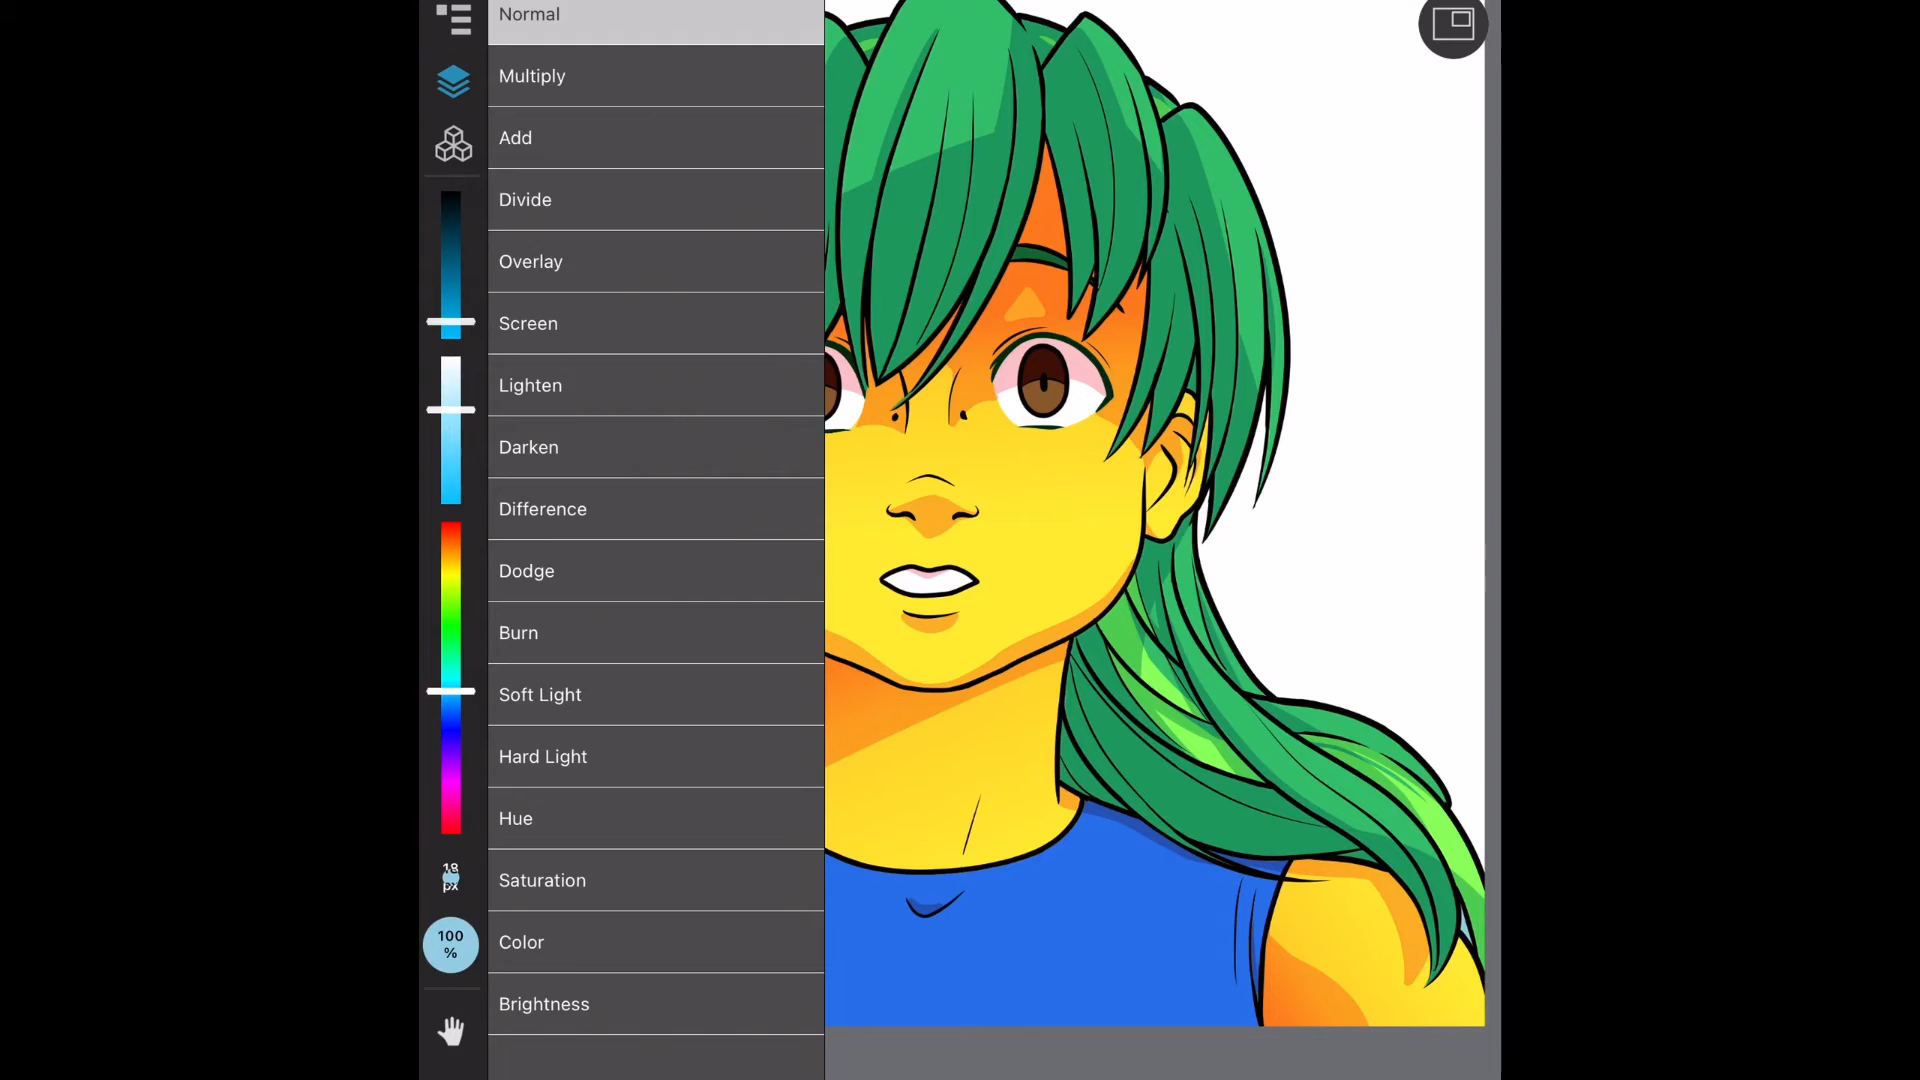 Normal
Multiply
Add
Divide
Overlay
Screen
Lighten
Darken
Difference
Dodge
Burn
Soft Light
Hard Light
Hue
Saturation
Color
Brightness
18
px
100
%